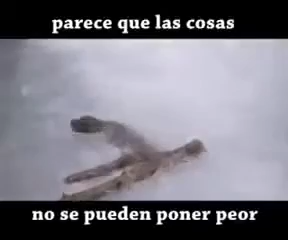 parece que las cosas
no se pueden poner peor